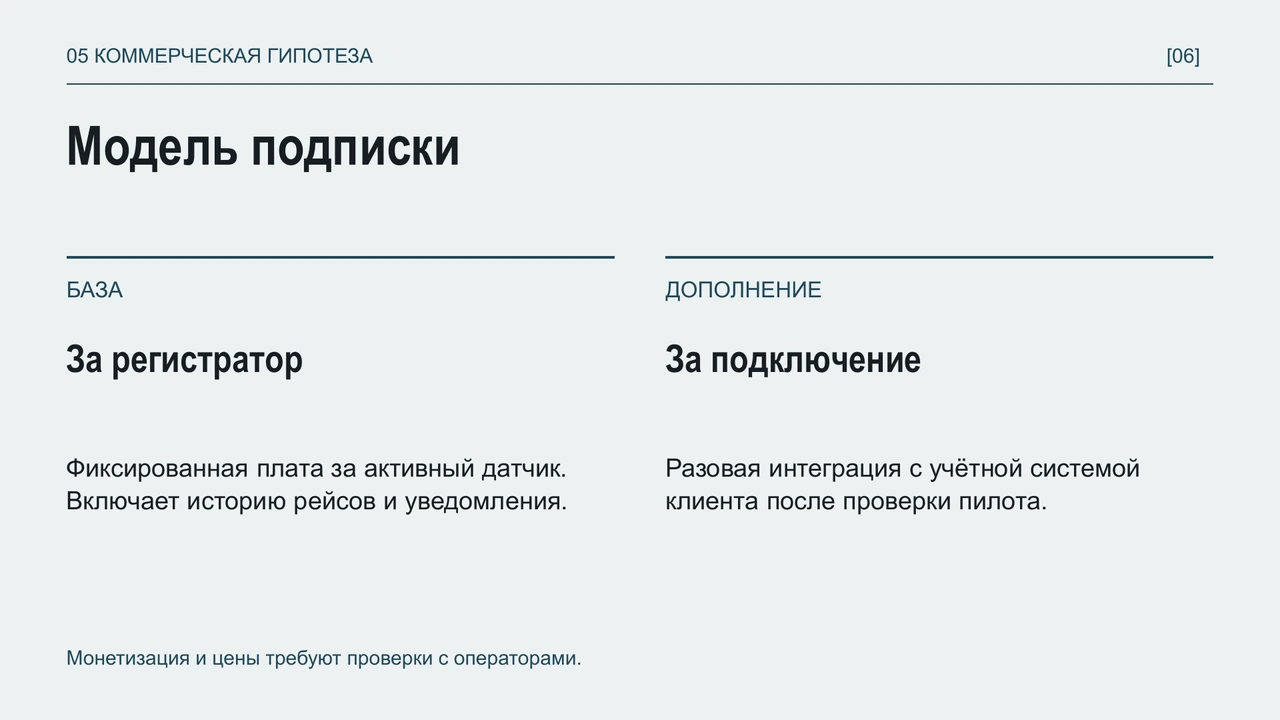 05 КОММЕРЧЕСКАЯ ГИПОТЕЗА
[06]
Модель подписки
БАЗА
За регистратор
Фиксированная плата за активный датчик.
Включает историю рейсов и уведомления.
ДОПОЛНЕНИЕ
За подключение
Разовая интеграция с учётной системой
клиента после проверки пилота.
Монетизация и цены требуют проверки с операторами.